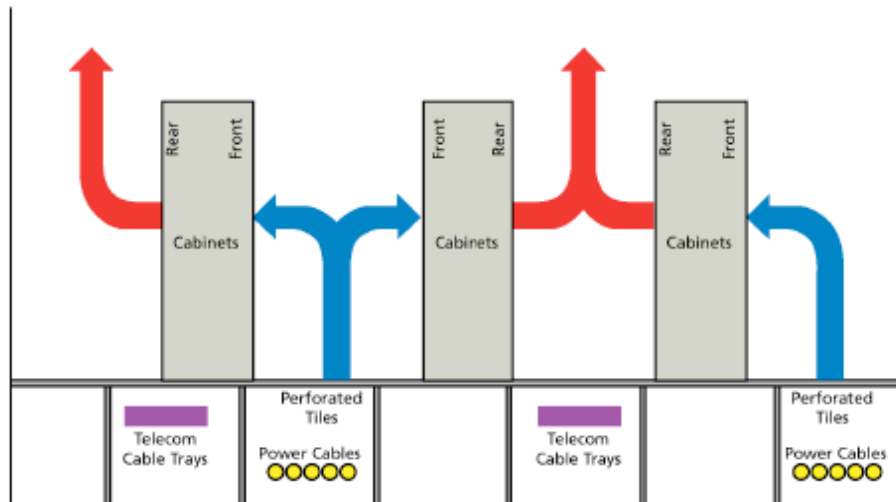 Rear
Front
Cabinets
Front
Rear
Cabinets
Rear
Front
Cabinets
Telecom
Cable Trays
Perforated
Tiles
Power Cables
Telecom
Cable Trays
Perforated
Tiles
Power Cables